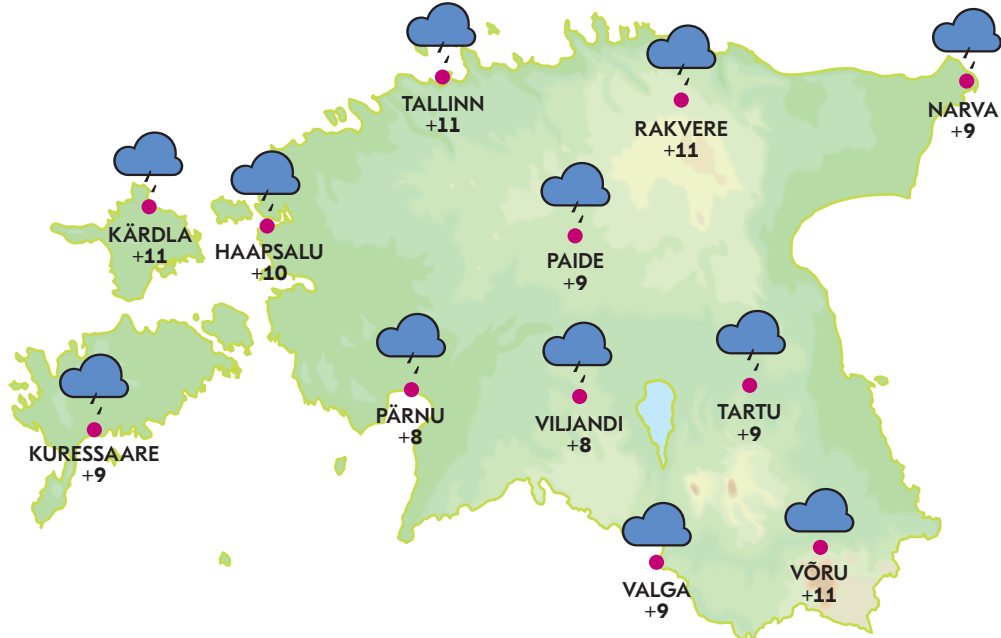 TALLINN
+11
RAKVERE
+11
NARVA
+9
KÄRDLA
+11
HAAPSALU
+10
PAIDE
+9
PÄRNU
+8
VILJANDI
+8
TARTU
+9
KURESSAARE
+9
VALGA
+9
VÕRU
+11